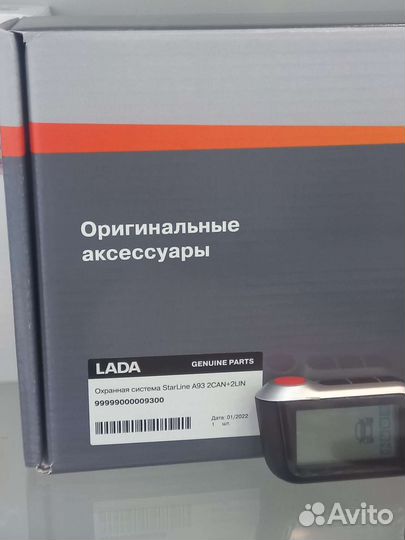 Оригинальные
аксессуары
LADA
GENUINE PARTS
Охранная система StarLine A93 2CAN+2LIN
99999000009300
Дата: 01/2022
1 шт.
Avito